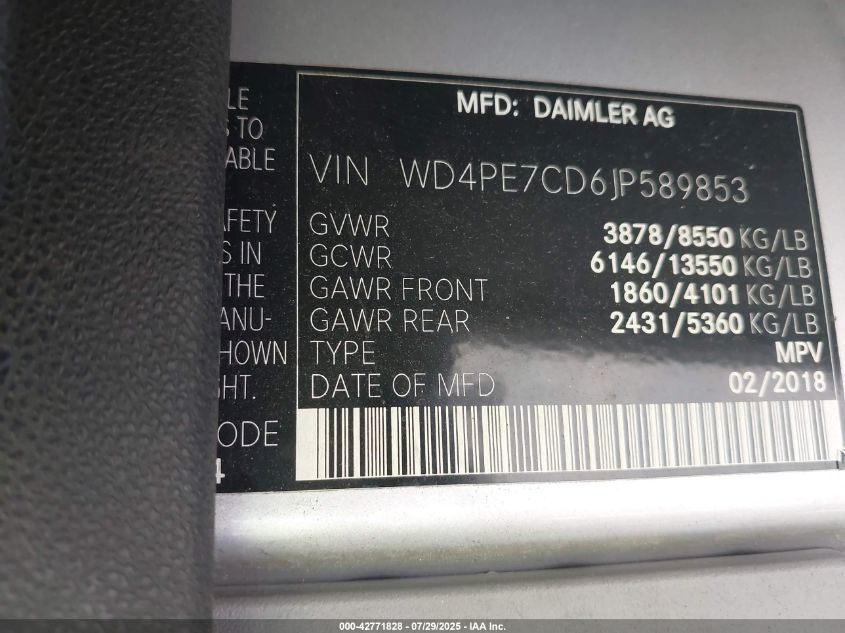 LE
S TO
ABLE
AFETY
S IN
THE
ANU-
HOWN
HT.
ODE
4
MFD: DAIMLER AG
VIN WD4PE7CD6JP589853
GVWR 3878/8550 KG/LB
GCWR 6146/13550 KG/LB
GAWR FRONT 1860/4101 KG/LB
GAWR REAR 2431/5360 KG/LB
TYPE MPV
DATE OF MFD 02/2018
000-42771828 - 07/29/2025 - IAA Inc.